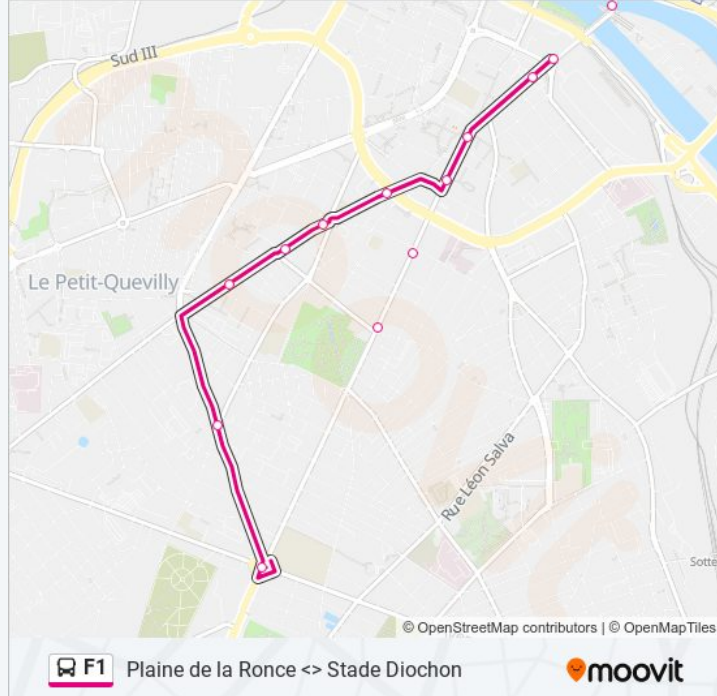 Sud III
Le Petit-Quevilly
Rue Léon Salva
Sotte
© OpenStreetMap contributors | © OpenMapTiles
F1 Plaine de la Ronce <> Stade Diochon
moovit